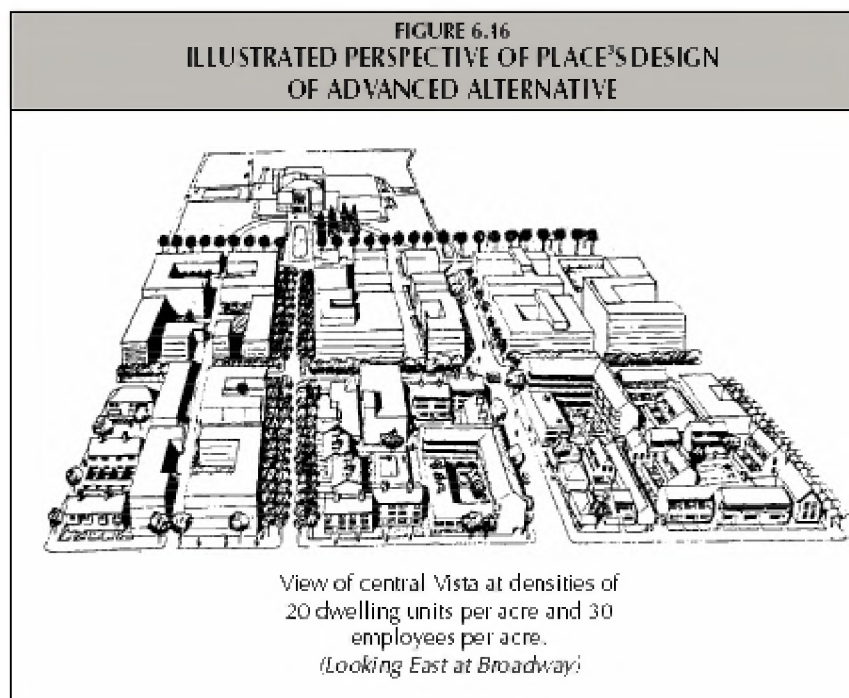 FIGURE 6.16
ILLUSTRATED PERSPECTIVE OF PLACE³'S DESIGN
OF ADVANCED ALTERNATIVE
View of central Vista at densities of
20 dwelling units per acre and 30
employees per acre.
(Looking East at Broadway)